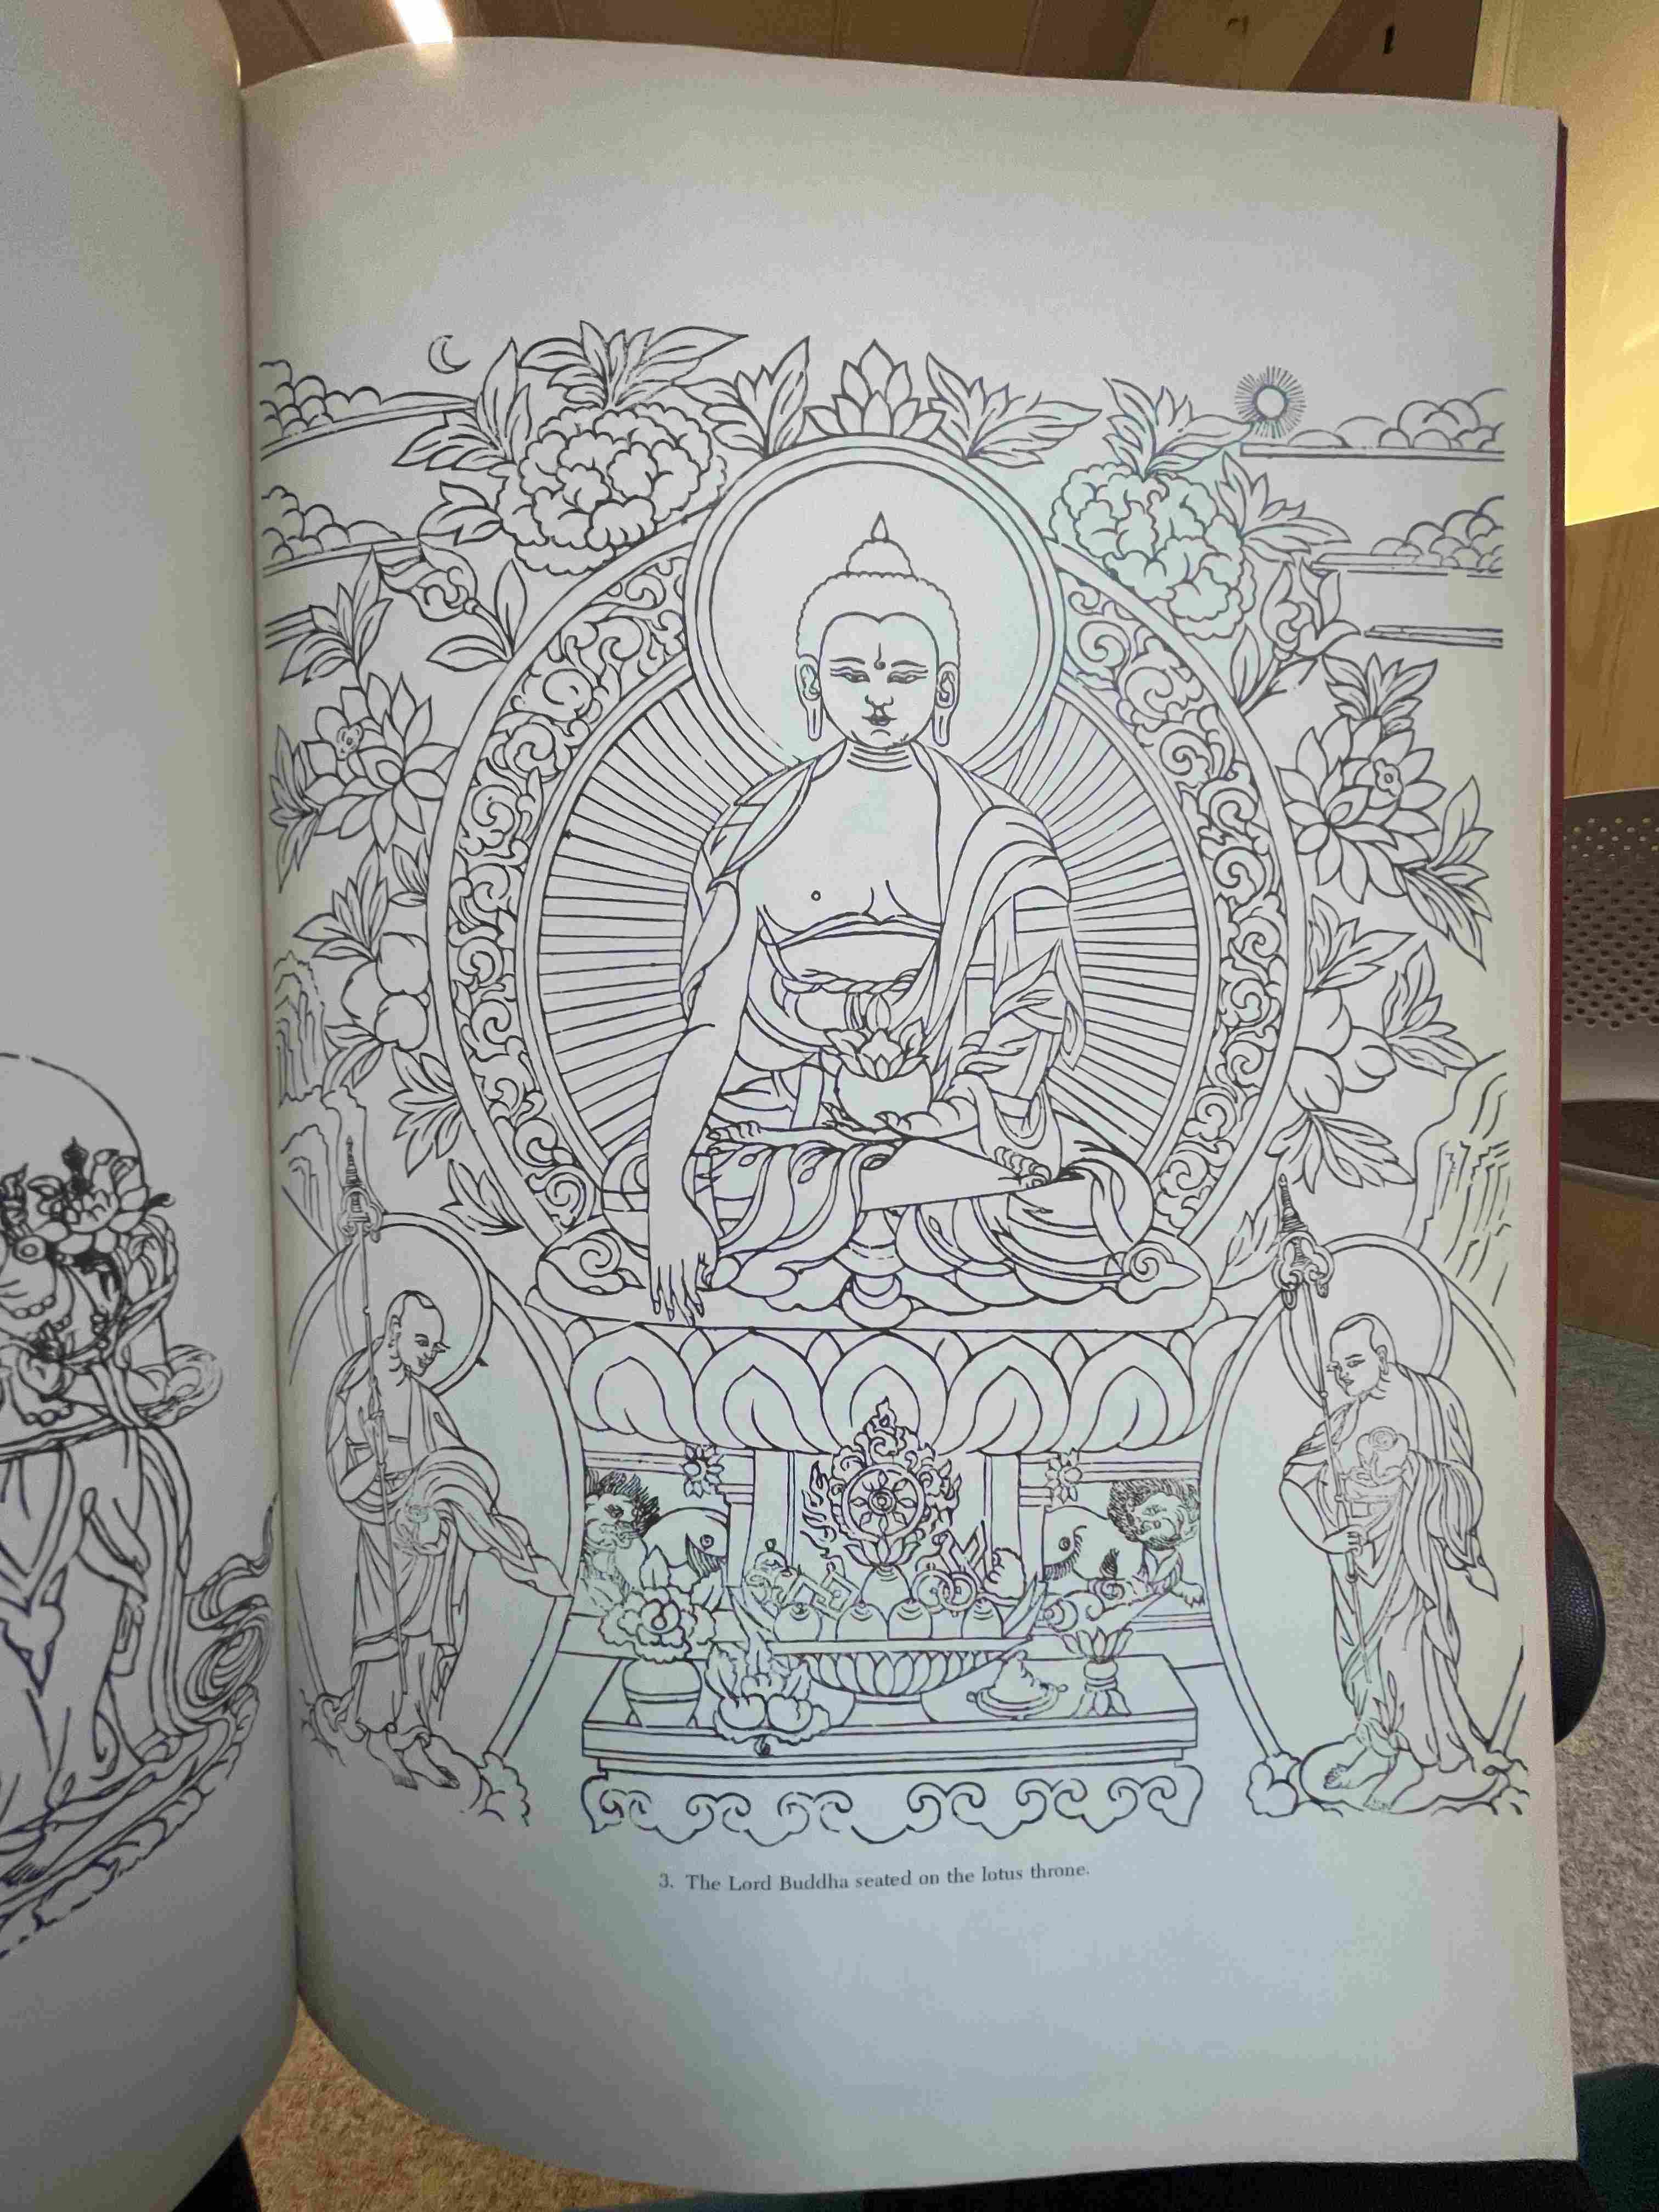 3. The Lord Buddha seated on the lotus throne.